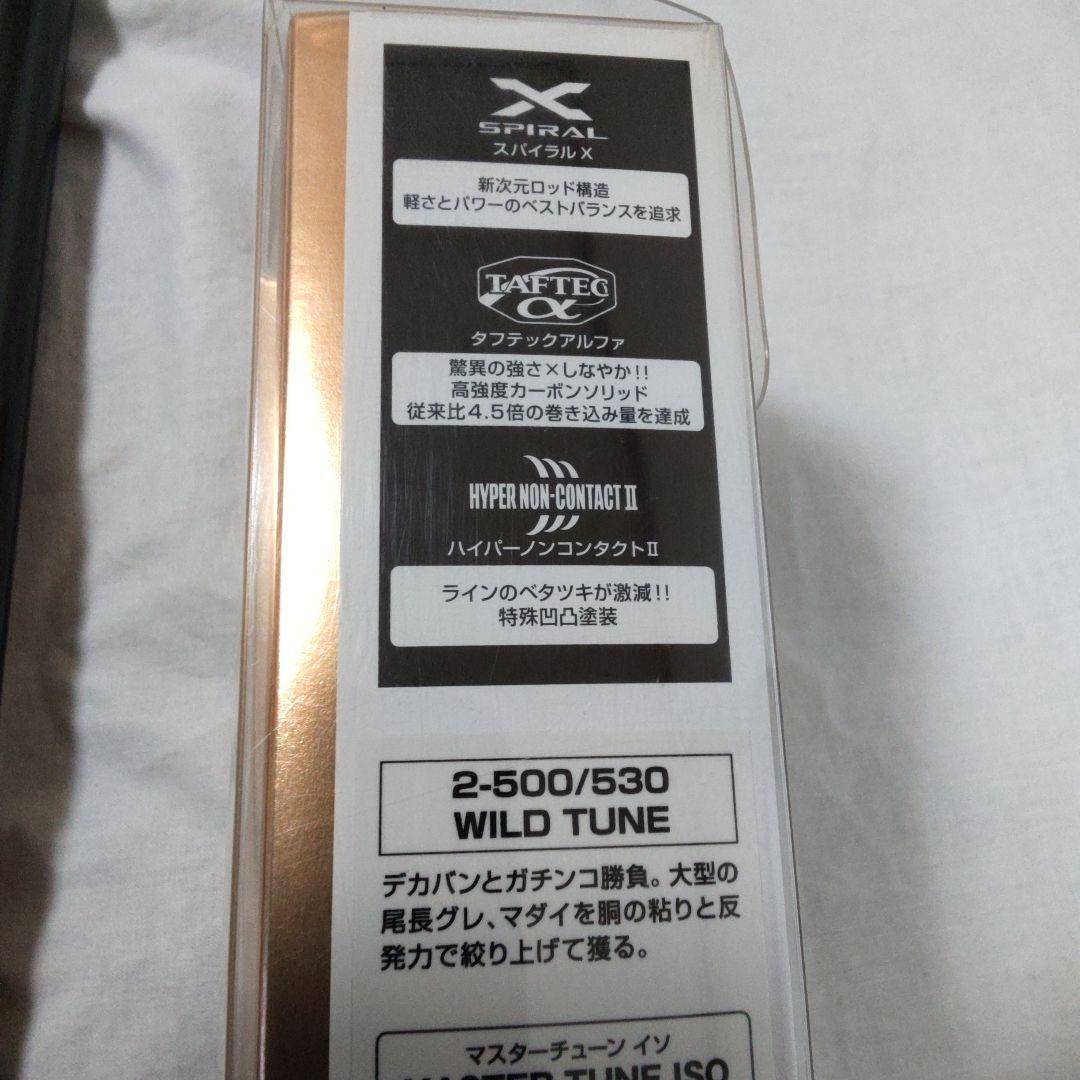 X
SPIRAL
スパイラルX
新次元ロッド構造
軽さとパワーのベストバランスを追求
TAFTEC
α
タフテックアルファ
驚異の強さ×しなやか!!
高強度カーボンソリッド
従来比4.5倍の巻き込み量を達成
HYPER NON-CONTACT II
ハイパーノンコンタクトII
ラインのベタツキが激減!!
特殊凹凸塗装
2-500/530
WILD TUNE
デカバンとガチンコ勝負。大型の
尾長グレ、マダイを胴の粘りと反
発力で絞り上げて獲る。
マスターチューン イソ
MASTER TUNE ISO